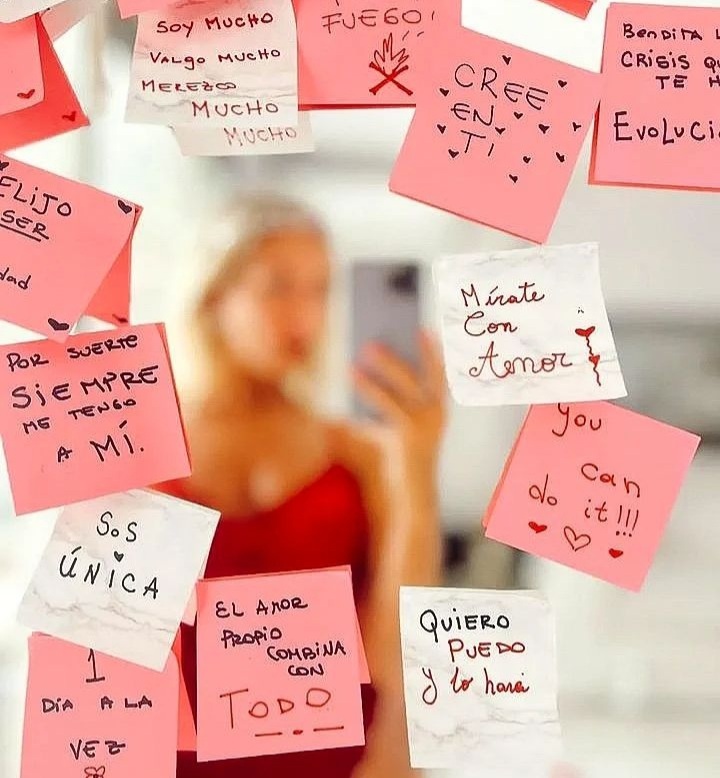 SOY MUCHO
VALGO MUCHO
MEREZCO
MUCHO
MUCHO
FUEGO!
CREE
EN
TI
BENDITA
CRISIS
TE
EVOLUCI
ELIJO
SER
dad
Mírate
Con
Amor
POR SUERTE
SIEMPRE
ME TENGO
A MÍ.
You
can
do it!!!
SOS
ÚNICA
EL AMOR
PROPIO
COMBINA
CON
TODO
QUIERO
PUEDO
y lo haré
1
DÍA A LA
VEZ